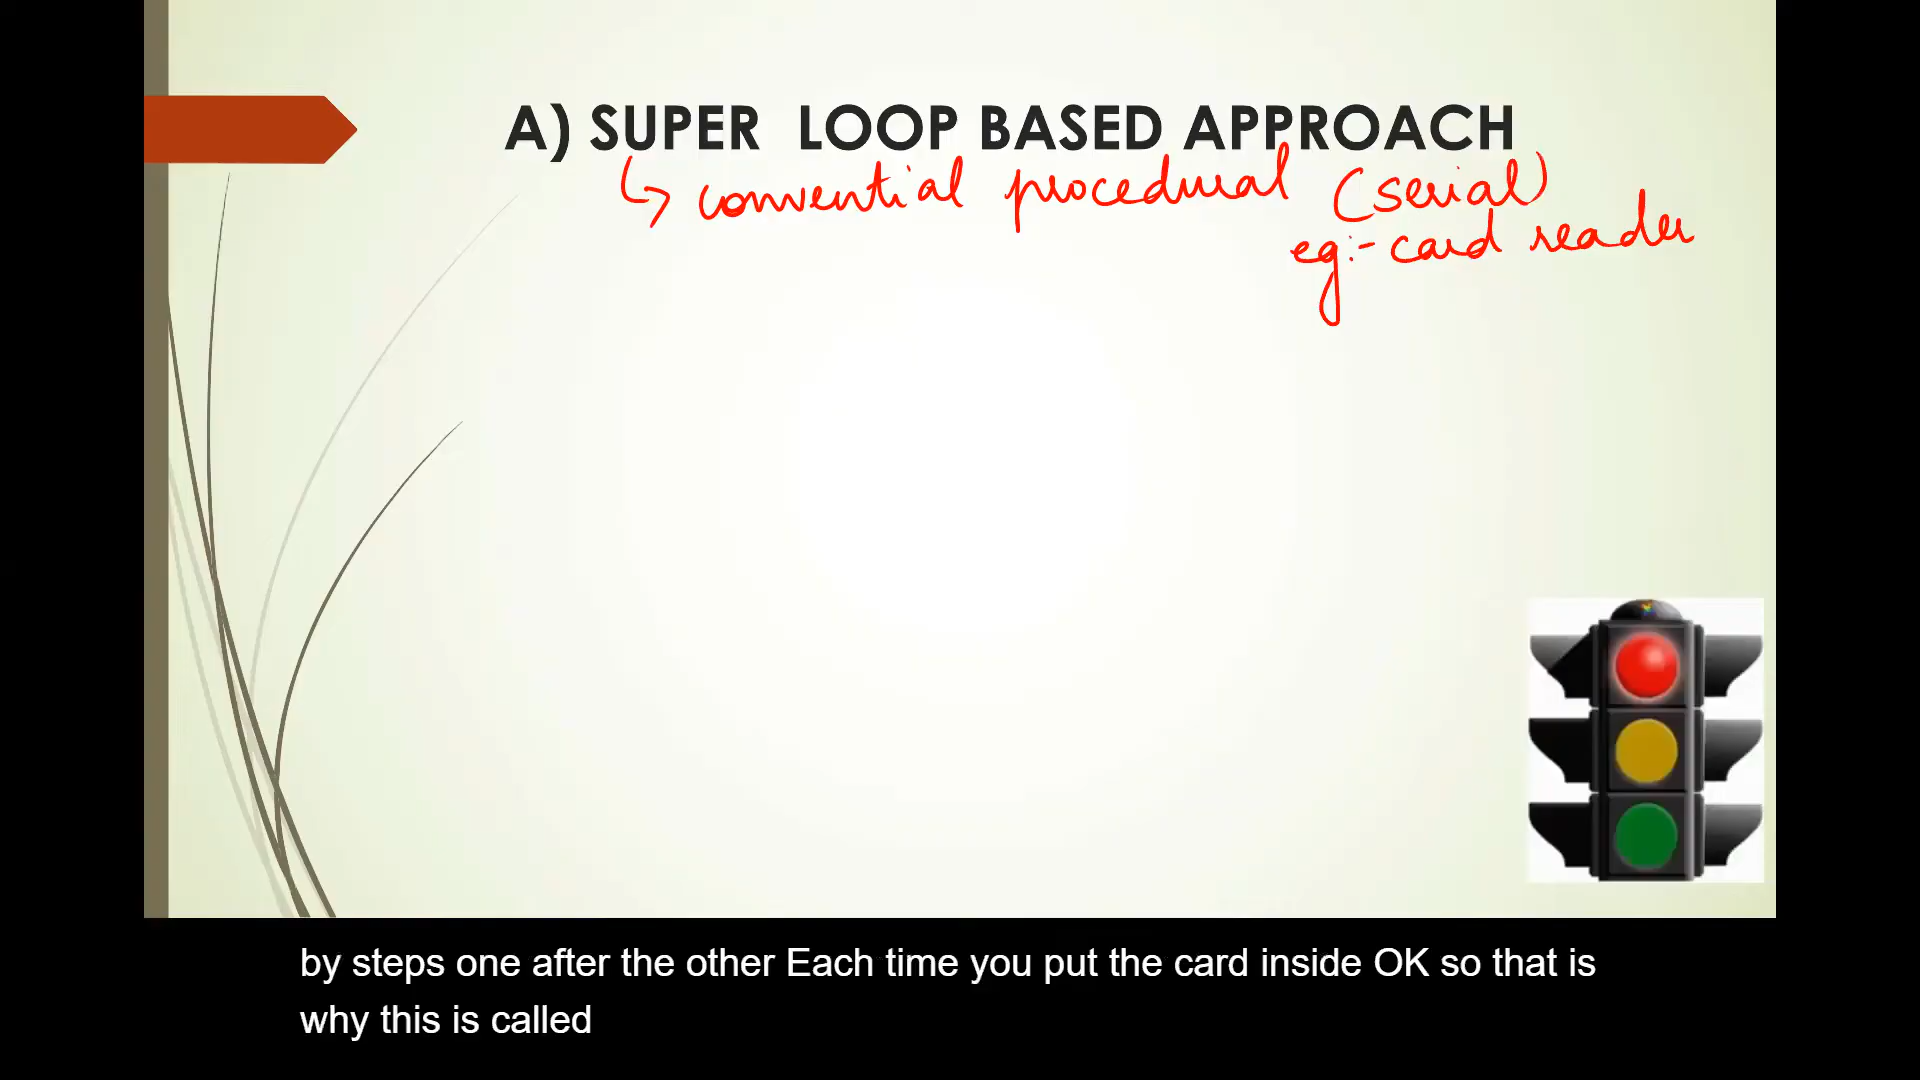 A) SUPER LOOP BASED APPROACH
↳ convential procedural (serial)
eg:- card reader
by steps one after the other Each time you put the card inside OK so that is
why this is called